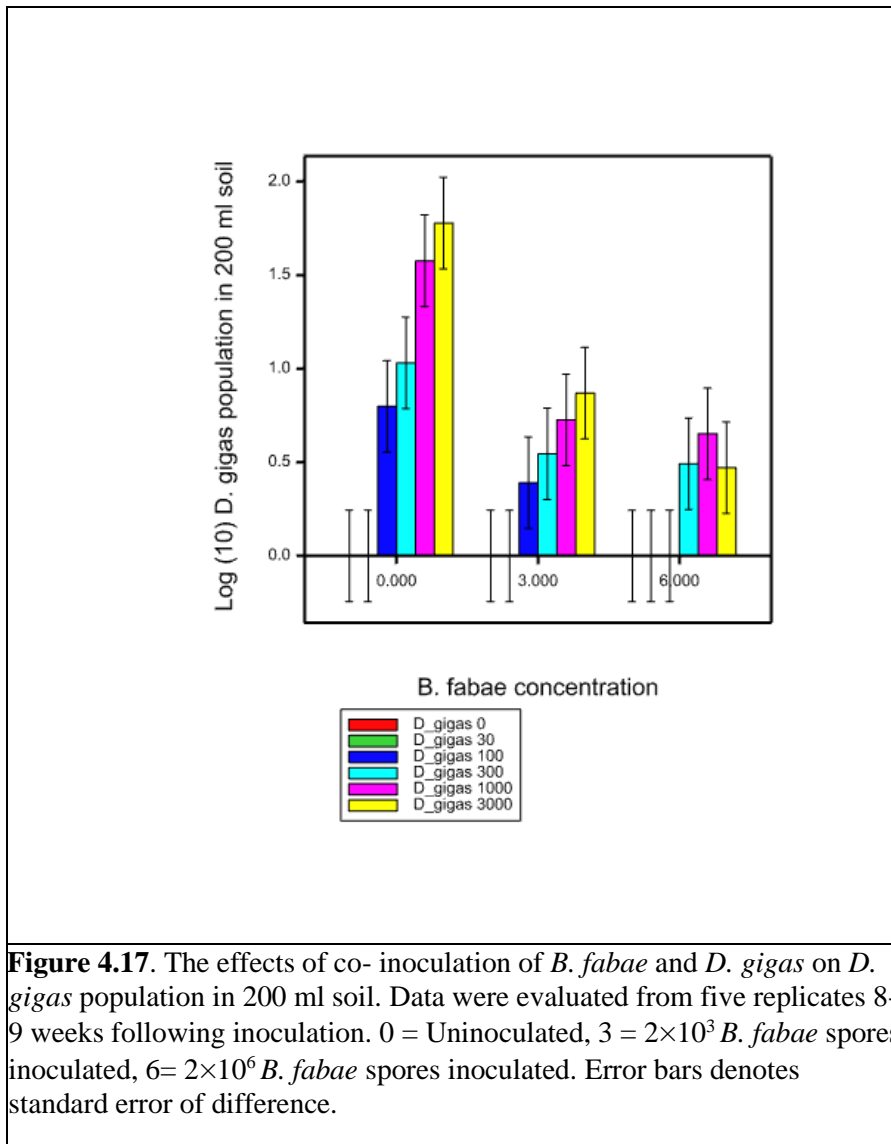 Log (10) D. gigas population in 200 ml soil
2.0
1.5
1.0
0.5
0.0
0.000 3.000 6.000
B. fabae concentration
D_gigas 0
D_gigas 30
D_gigas 100
D_gigas 300
D_gigas 1000
D_gigas 3000
Figure 4.17. The effects of co- inoculation of B. fabae and D. gigas on D.
gigas population in 200 ml soil. Data were evaluated from five replicates 8-
9 weeks following inoculation. 0 = Uninoculated, 3 = 2×10³ B. fabae spores
inoculated, 6= 2×10⁶ B. fabae spores inoculated. Error bars denotes
standard error of difference.